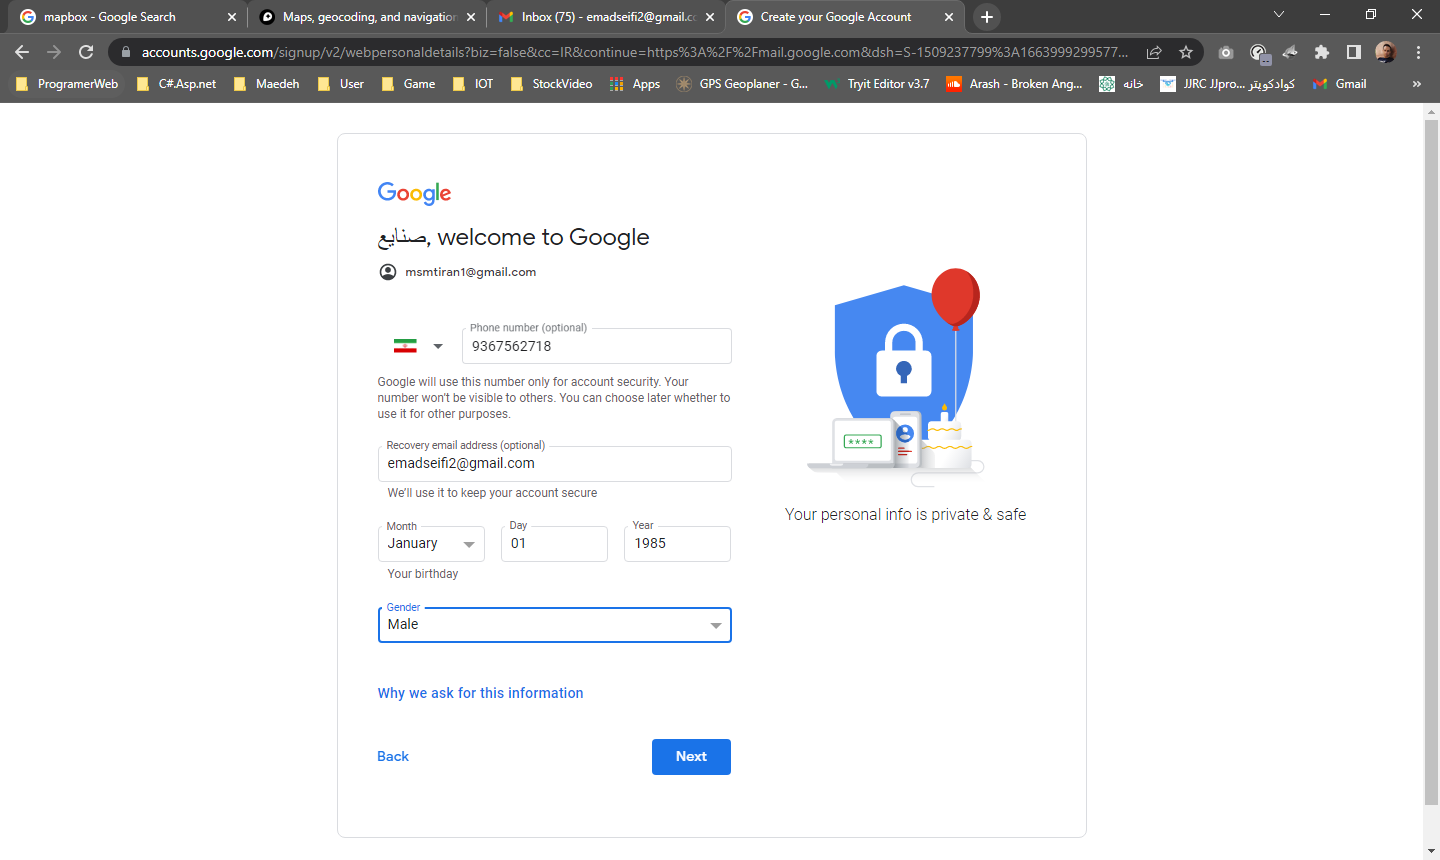 mapbox - Google Search
Maps, geocoding, and navigation
Inbox (75) - emadseifi2@gmail.co
Create your Google Account
accounts.google.com/signup/v2/webpersonaldetails?biz=false&cc=IR&continue=https%3A%2F%2Fmail.google.com&dsh=S-1509237799%3A1663999299577...
ProgramerWeb
C#.Asp.net
Maedeh
User
Game
IOT
StockVideo
Apps
GPS Geoplaner - G...
Tryit Editor v3.7
Arash - Broken Ang...
خانه
JJRC JJpro... کوادکوپتر
Gmail
»
Google
صنایع, welcome to Google
msmtiran1@gmail.com
Phone number (optional)
9367562718
Google will use this number only for account security. Your
number won't be visible to others. You can choose later whether to
use it for other purposes.
Recovery email address (optional)
emadseifi2@gmail.com
We'll use it to keep your account secure
Month
January
Day
01
Year
1985
Your birthday
Gender
Male
Why we ask for this information
Back
Next
****
Your personal info is private & safe